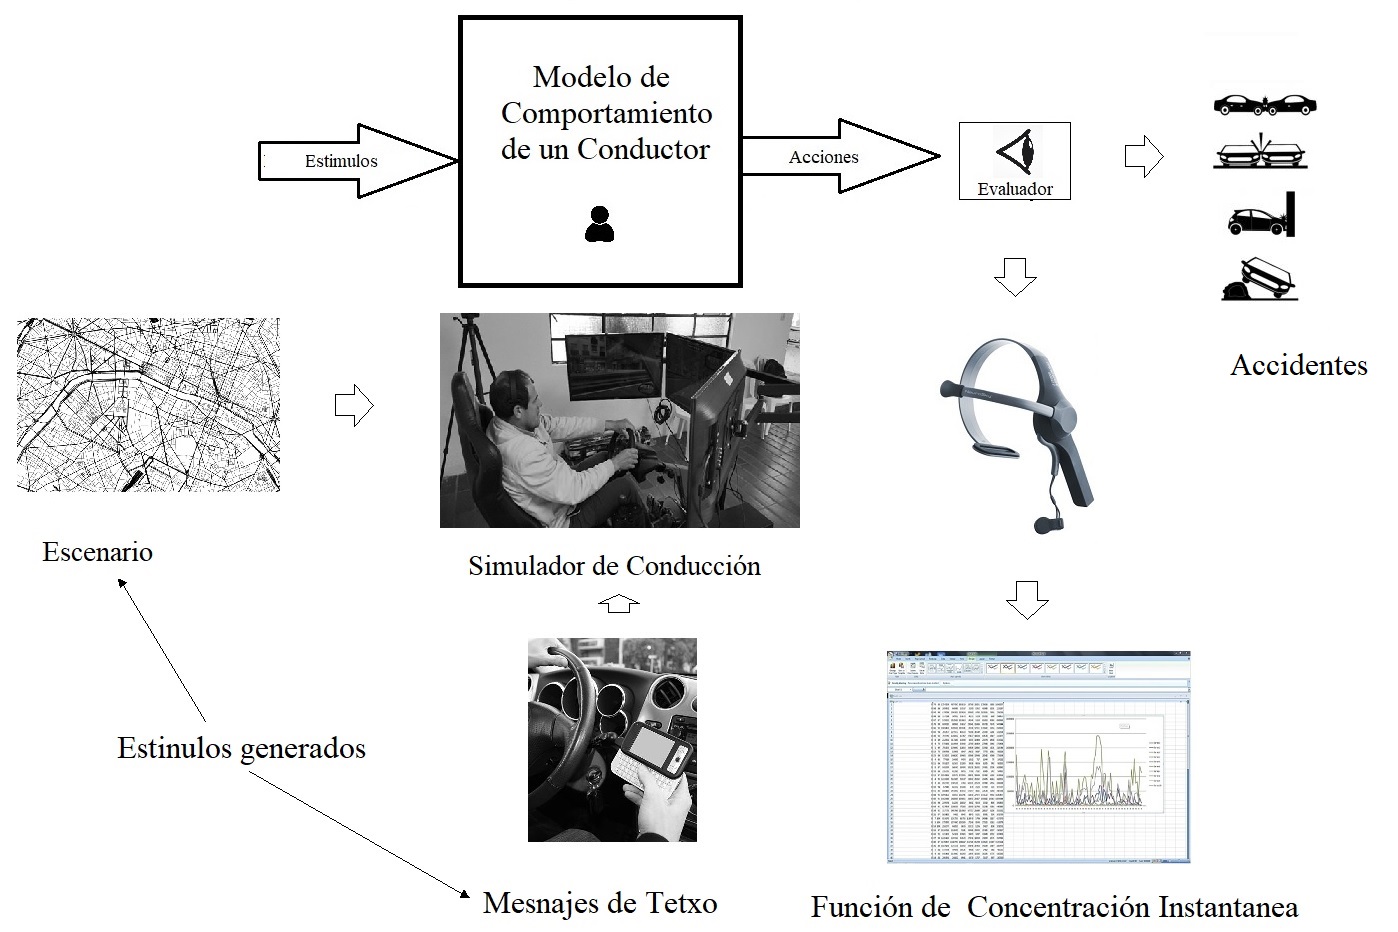 Modelo de
Comportamiento
de un Conductor
Estimulos
Acciones
Evaluador
Accidentes
Escenario
Simulador de Conducción
Estinulos generados
Mesnajes de Tetxo
Función de  Concentración Instantanea